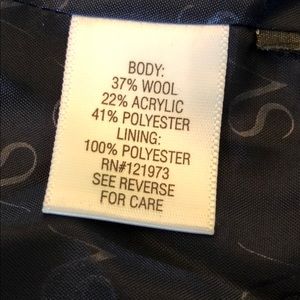 BODY:
37% WOOL
22% ACRYLIC
41% POLYESTER
LINING:
100% POLYESTER
RN#121973
SEE REVERSE
FOR CARE